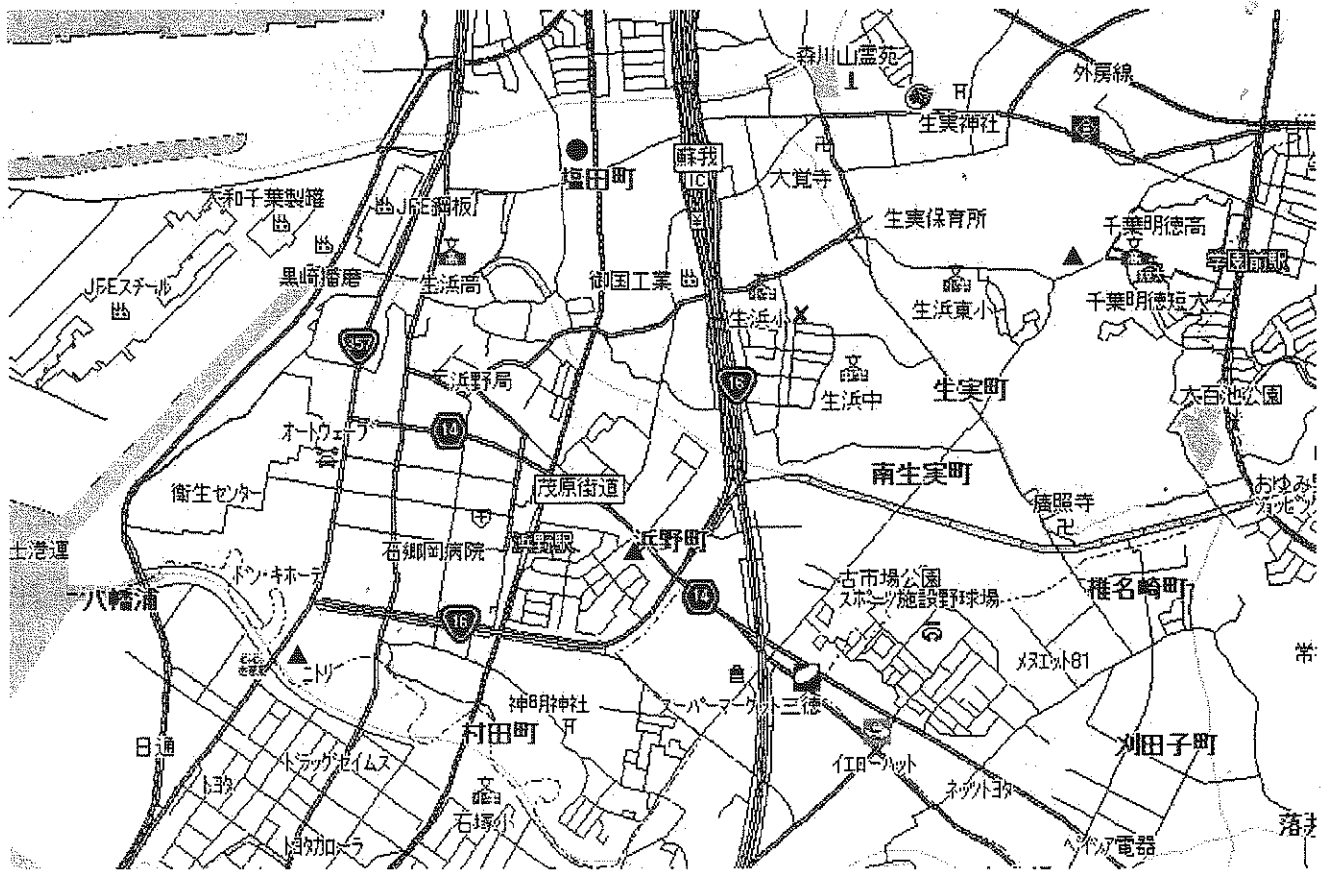 森川山霊苑
外房線
生実神社
蘇我
IC
大覚寺
塩田町
大和千葉製罐
JFE鋼板
生実保育所
千葉明徳高
学園前駅
黒崎播磨
生浜高
御国工業
生浜小
生浜東小
千葉明徳短大
JFEスチール
357
16
浜野局
生浜中
生実町
大百池公園
オートウェーブ
14
衛生センター
茂原街道
南生実町
廣照寺
おゆみ野
石郷岡病院
浜野駅
浜野町
ドン・キホーテ
八幡浦
古市場公園
スポーツ施設野球場
椎名崎町
16
14
メヌエット81
常
ニトリ
神明神社
スーパーマーケット三徳
日通
村田町
刈田子町
ドラッグセイムス
イエローハット
トヨタ
ネッツトヨタ
石塚小
トヨタカローラ
落井